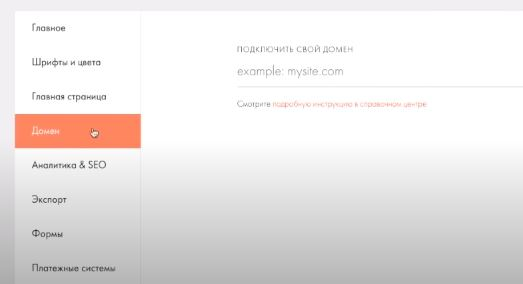 Главное
Шрифты и цвета
Главная страница
Домен
Аналитика & SEO
Экспорт
Формы
Платежные системы
ПОДКЛЮЧИТЬ СВОЙ ДОМЕН
example: mysite.com
Смотрите подробную инструкцию в справочном центре